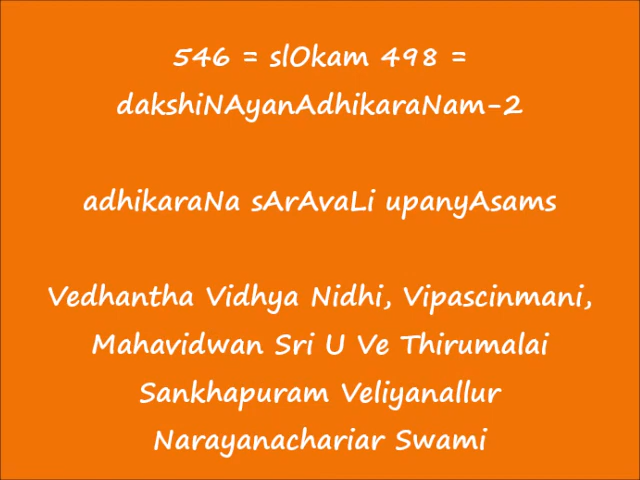 546 = slOkam 498 =
dakshiNAyanAdhikaraNam-2
adhikaraNa sArAvaLi upanyAsams
Vedhantha Vidhya Nidhi, Vipascinmani,
Mahavidwan Sri U Ve Thirumalai
Sankhapuram Veliyanallur
Narayanachariar Swami